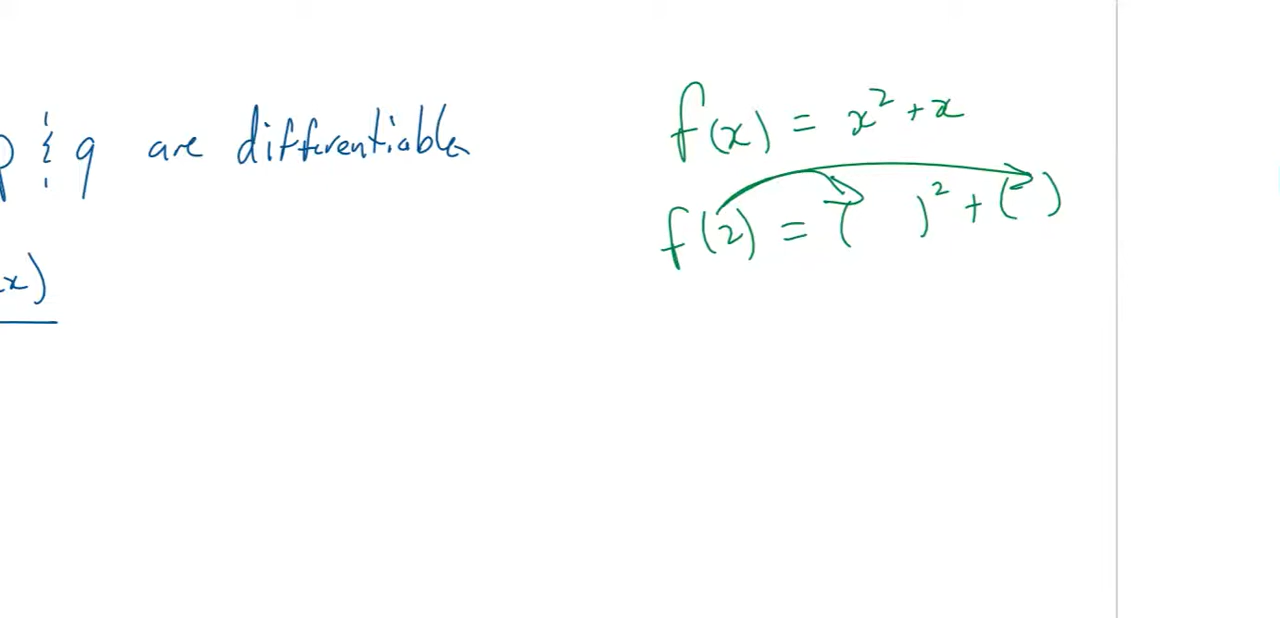 p & q are differentiable
x)
f(x) = x² + x
f(2) = ( )² + ( )